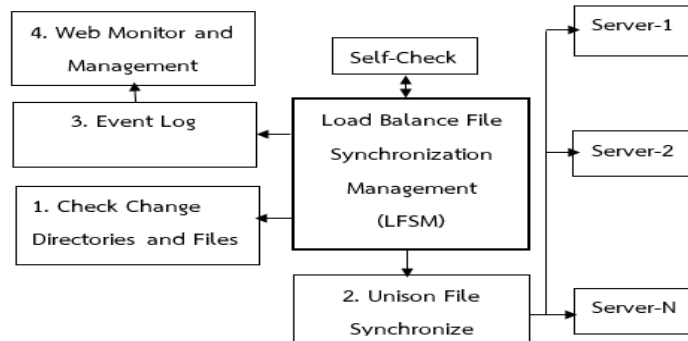 4. Web Monitor and
Management
Self-Check
Server-1
3. Event Log
Load Balance File
Synchronization
Management
(LFSM)
Server-2
1. Check Change
Directories and Files
2. Unison File
Synchronize
Server-N